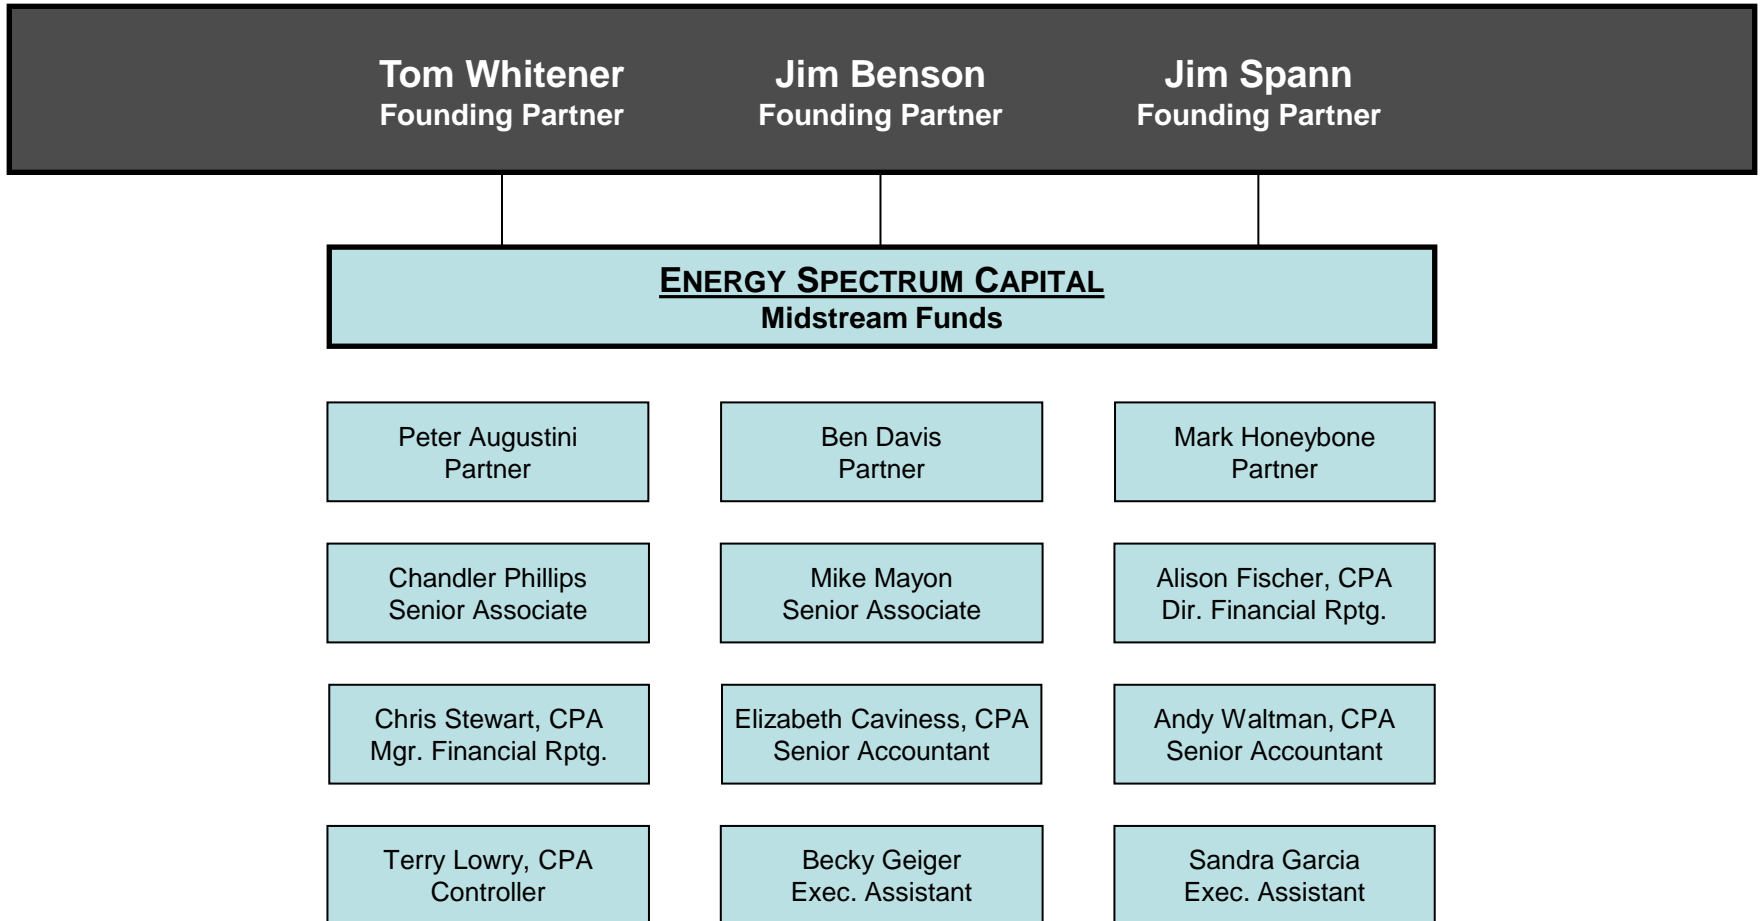 Tom Whitener
Founding Partner
Jim Benson
Founding Partner
Jim Spann
Founding Partner
ENERGY SPECTRUM CAPITAL
Midstream Funds
Peter Augustini
Partner
Ben Davis
Partner
Mark Honeybone
Partner
Chandler Phillips
Senior Associate
Mike Mayon
Senior Associate
Alison Fischer, CPA
Dir. Financial Rptg.
Chris Stewart, CPA
Mgr. Financial Rptg.
Elizabeth Caviness, CPA
Senior Accountant
Andy Waltman, CPA
Senior Accountant
Terry Lowry, CPA
Controller
Becky Geiger
Exec. Assistant
Sandra Garcia
Exec. Assistant